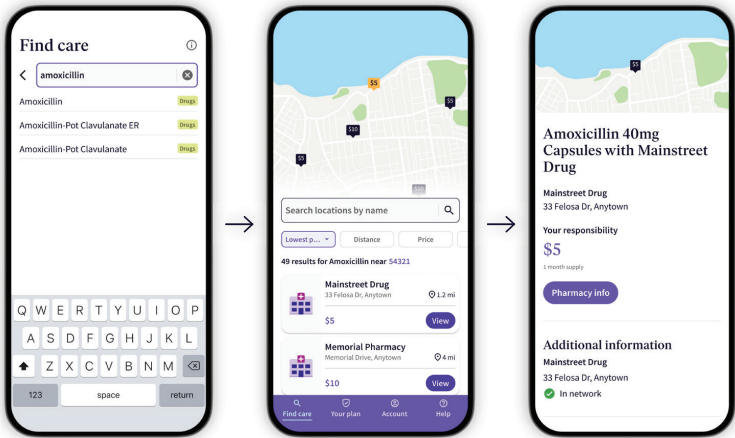 Find care
amoxicillin
Amoxicillin
Drugs
Amoxicillin-Pot Clavulanate ER
Drugs
Amoxicillin-Pot Clavulanate
Drugs
Q W E R T Y U I O P
A S D F G H J K L
Z X C V B N M
123 space return
$5
$5
$10
$5
$10
Search locations by name
Lowest p...
Distance
Price
49 results for Amoxicillin near 54321
Mainstreet Drug
33 Felosa Dr, Anytown
1.2 mi
$5
View
Memorial Pharmacy
Memorial Drive, Anytown
4 mi
$10
View
Find care
Your plan
Account
Help
$5
Amoxicillin 40mg
Capsules with Mainstreet
Drug
Mainstreet Drug
33 Felosa Dr, Anytown
Your responsibility
$5
1 month supply
Pharmacy info
Additional information
Mainstreet Drug
33 Felosa Dr, Anytown
In network